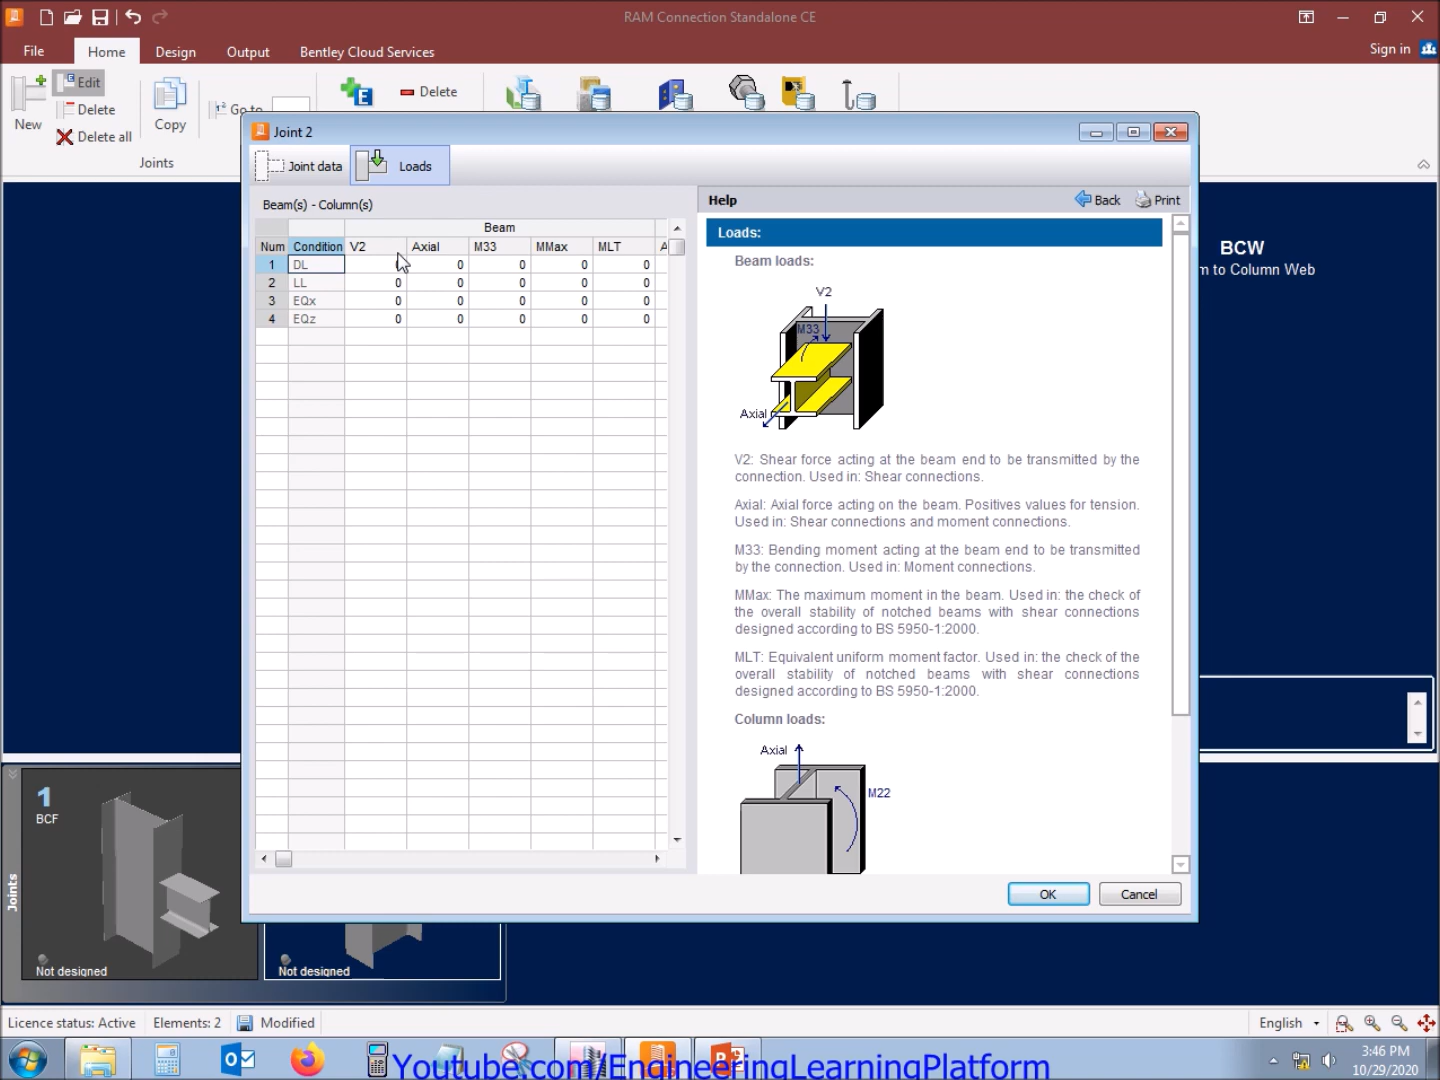 RAM Connection Standalone CE
File
Home
Design
Output
Bentley Cloud Services
Sign in
New
Edit
Delete
Delete all
Copy
Go to
Delete
Joints
Joint 2
Joint data
Loads
Beam(s) - Column(s)
Beam
Num Condition V2 Axial M33 MMax MLT A
1 DL 0 0 0 0
2 LL 0 0 0 0 0
3 EQx 0 0 0 0 0
4 EQz 0 0 0 0 0
Help
Back
Print
Loads:
Beam loads:
V2
M33
Axial
V2: Shear force acting at the beam end to be transmitted by the
connection. Used in: Shear connections.
Axial: Axial force acting on the beam. Positives values for tension.
Used in: Shear connections and moment connections.
M33: Bending moment acting at the beam end to be transmitted
by the connection. Used in: Moment connections.
MMax: The maximum moment in the beam. Used in: the check of
the overall stability of notched beams with shear connections
designed according to BS 5950-1:2000.
MLT: Equivalent uniform moment factor. Used in: the check of the
overall stability of notched beams with shear connections
designed according to BS 5950-1:2000.
Column loads:
Axial
M22
OK
Cancel
BCW
m to Column Web
Joints
1
BCF
Not designed
Not designed
Licence status: Active
Elements: 2
Modified
English
Youtube.com/EngineeringLearningPlatform
3:46 PM
10/29/2020